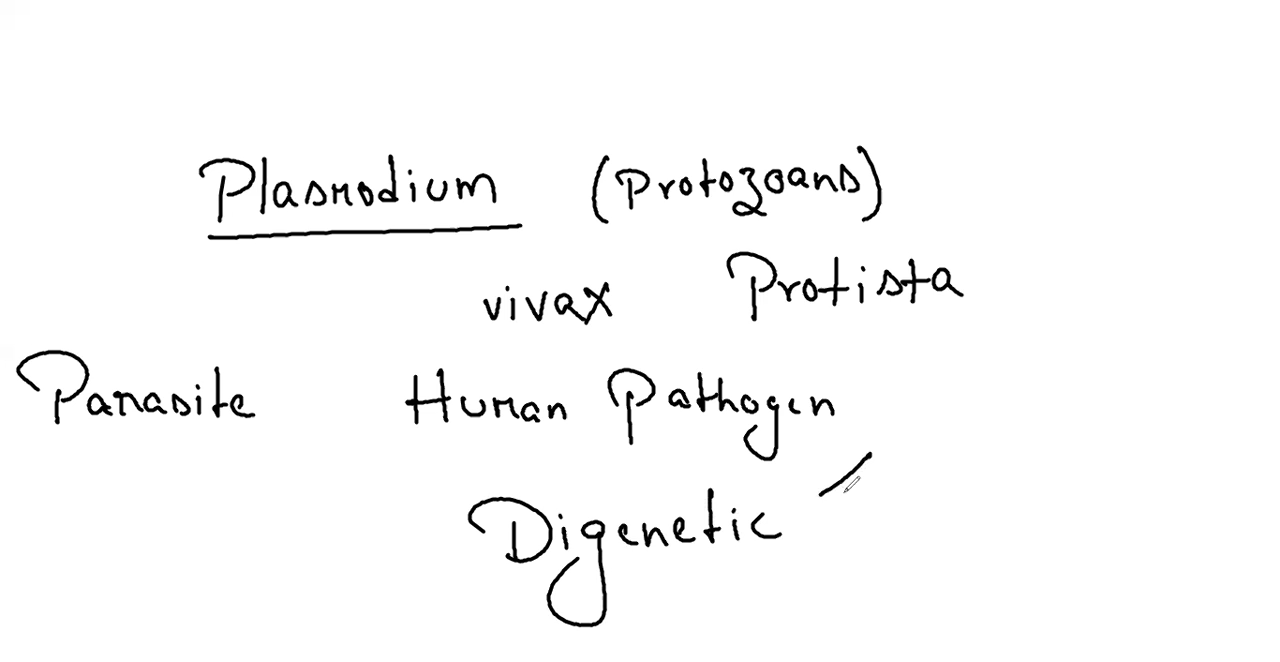 Plasmodium (Protozoans)
vivax Protista
Parasite Human Pathogen
Digenetic